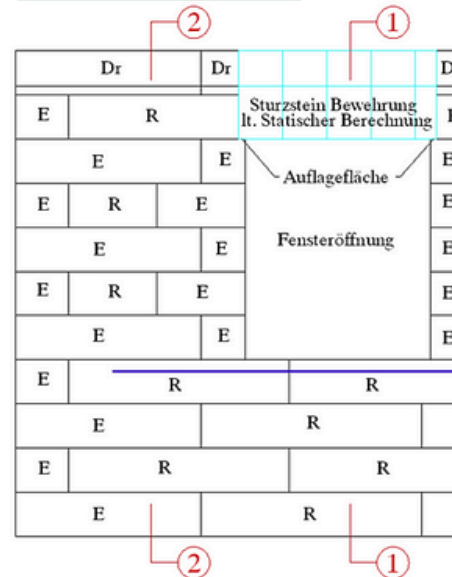 2 1
Dr Dr D
E R Sturzstein Bewehrung
lt. Statischer Berechnung
E E E
Auflagefläche
E R E E
E E Fensteröffnung E
E R E E
E E E
E R R
E R
E R R
E R
2 1